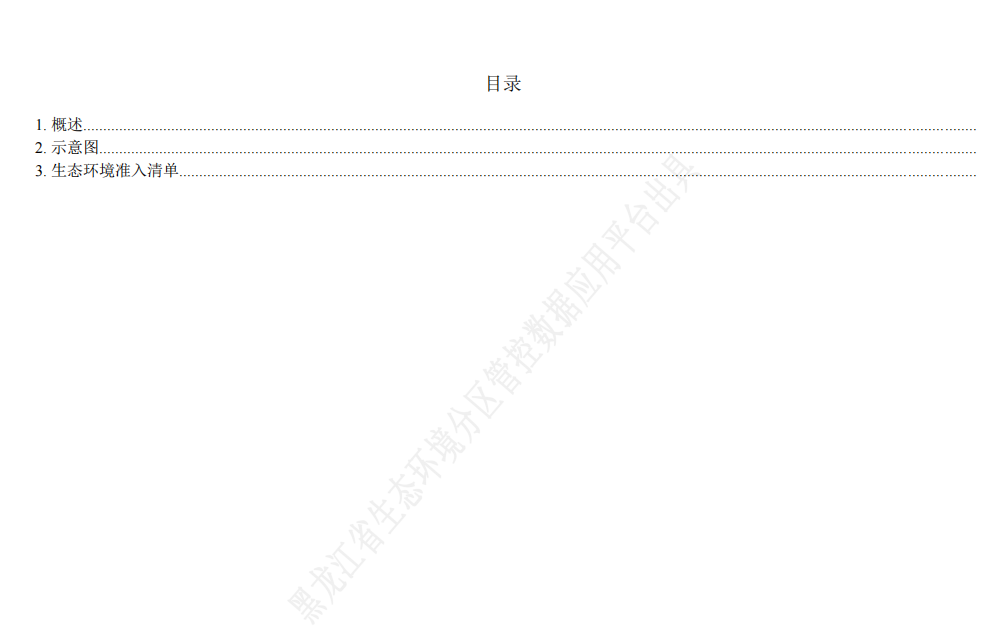 目录
1. 概述................................................................................
2. 示意图................................................................................
3. 生态环境准入清单................................................................................
黑龙江省生态环境分区管控数据应用平台出具